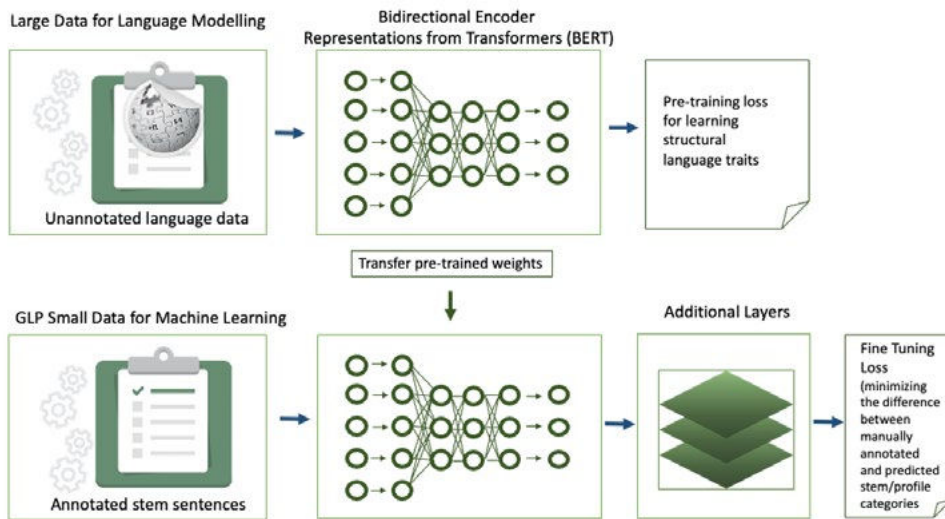 Large Data for Language Modelling
Bidirectional Encoder
Representations from Transformers (BERT)
Unannotated language data
Pre-training loss
for learning
structural
language traits
Transfer pre-trained weights
GLP Small Data for Machine Learning
Additional Layers
Annotated stem sentences
Fine Tuning
Loss
(minimizing
the difference
between
manually
annotated
and predicted
stem/profile
categories